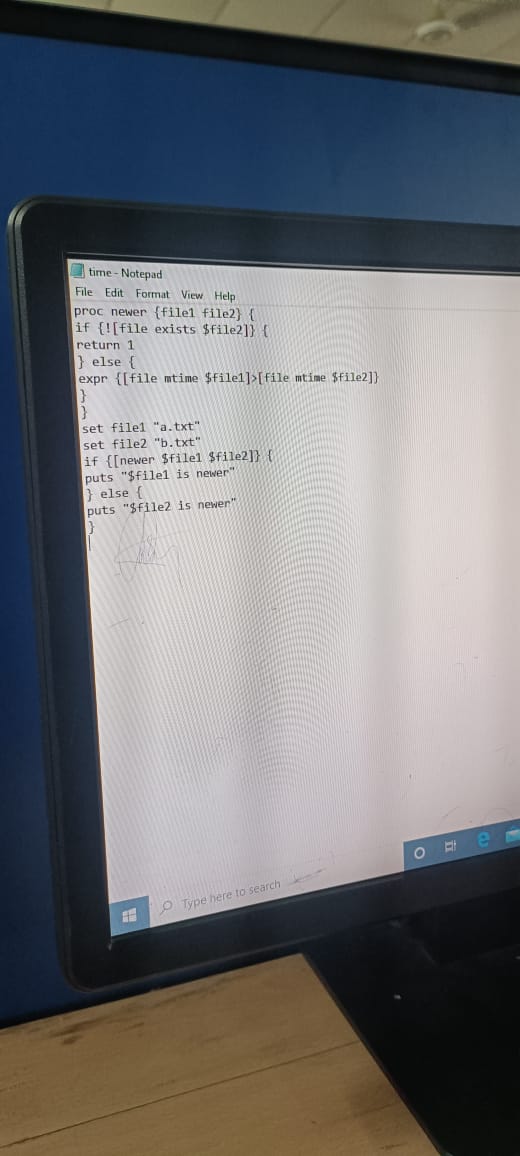 time - Notepad
File Edit Format View Help
proc newer {file1 file2} {
if {![file exists $file2]} {
return 1
} else {
expr {[file mtime $file1]>[file mtime $file2]}
}
}
set file1 "a.txt"
set file2 "b.txt"
if {[newer $file1 $file2]} {
puts "$file1 is newer"
} else {
puts "$file2 is newer"
}
Type here to search